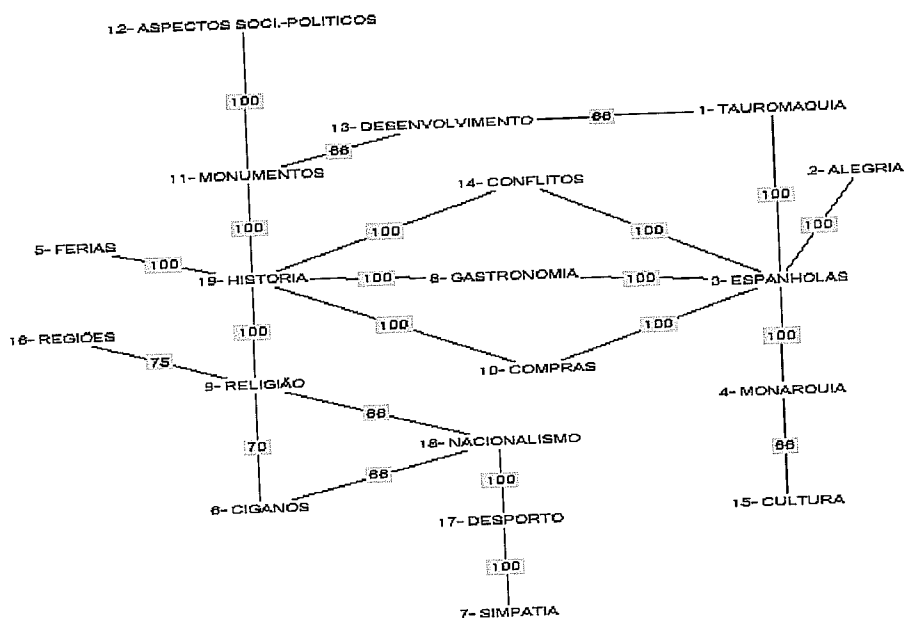 12- ASPECTOS SOCI.-POLITICOS
100
13- DESENVOLVIMENTO
66
1- TAUROMAQUIA
66
11- MONUMENTOS
14- CONFLITOS
2- ALEGRIA
100
100
100
100
100
5- FERIAS
100
19- HISTORIA
100
8- GASTRONOMIA
100
3- ESPANHOLAS
100
100
100
100
16- REGIÕES
75
9- RELIGIÃO
10- COMPRAS
4- MONARQUIA
66
70
18- NACIONALISMO
66
66
100
6- CIGANOS
17- DESPORTO
15- CULTURA
100
7- SIMPATIA